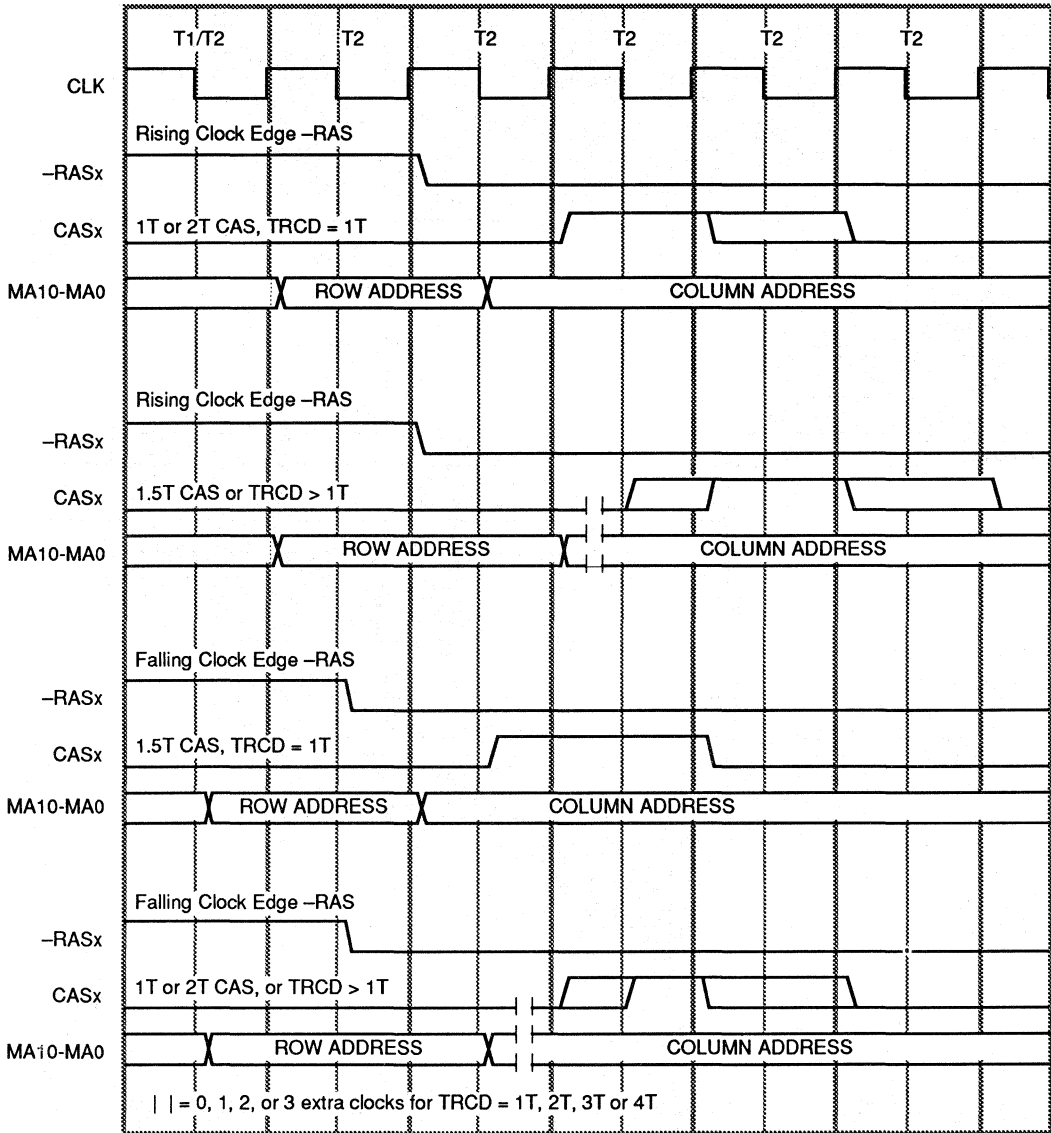 T1/T2 T2 T2 T2 T2 T2
CLK
Rising Clock Edge –RAS
–RASx
CASx 1T or 2T CAS, TRCD = 1T
MA10-MA0 ROW ADDRESS COLUMN ADDRESS
Rising Clock Edge –RAS
–RASx
CASx 1.5T CAS or TRCD > 1T
MA10-MA0 ROW ADDRESS COLUMN ADDRESS
Falling Clock Edge –RAS
–RASx
CASx 1.5T CAS, TRCD = 1T
MA10-MA0 ROW ADDRESS COLUMN ADDRESS
Falling Clock Edge –RAS
–RASx
CASx 1T or 2T CAS, or TRCD > 1T
MA10-MA0 ROW ADDRESS COLUMN ADDRESS
| | = 0, 1, 2, or 3 extra clocks for TRCD = 1T, 2T, 3T or 4T